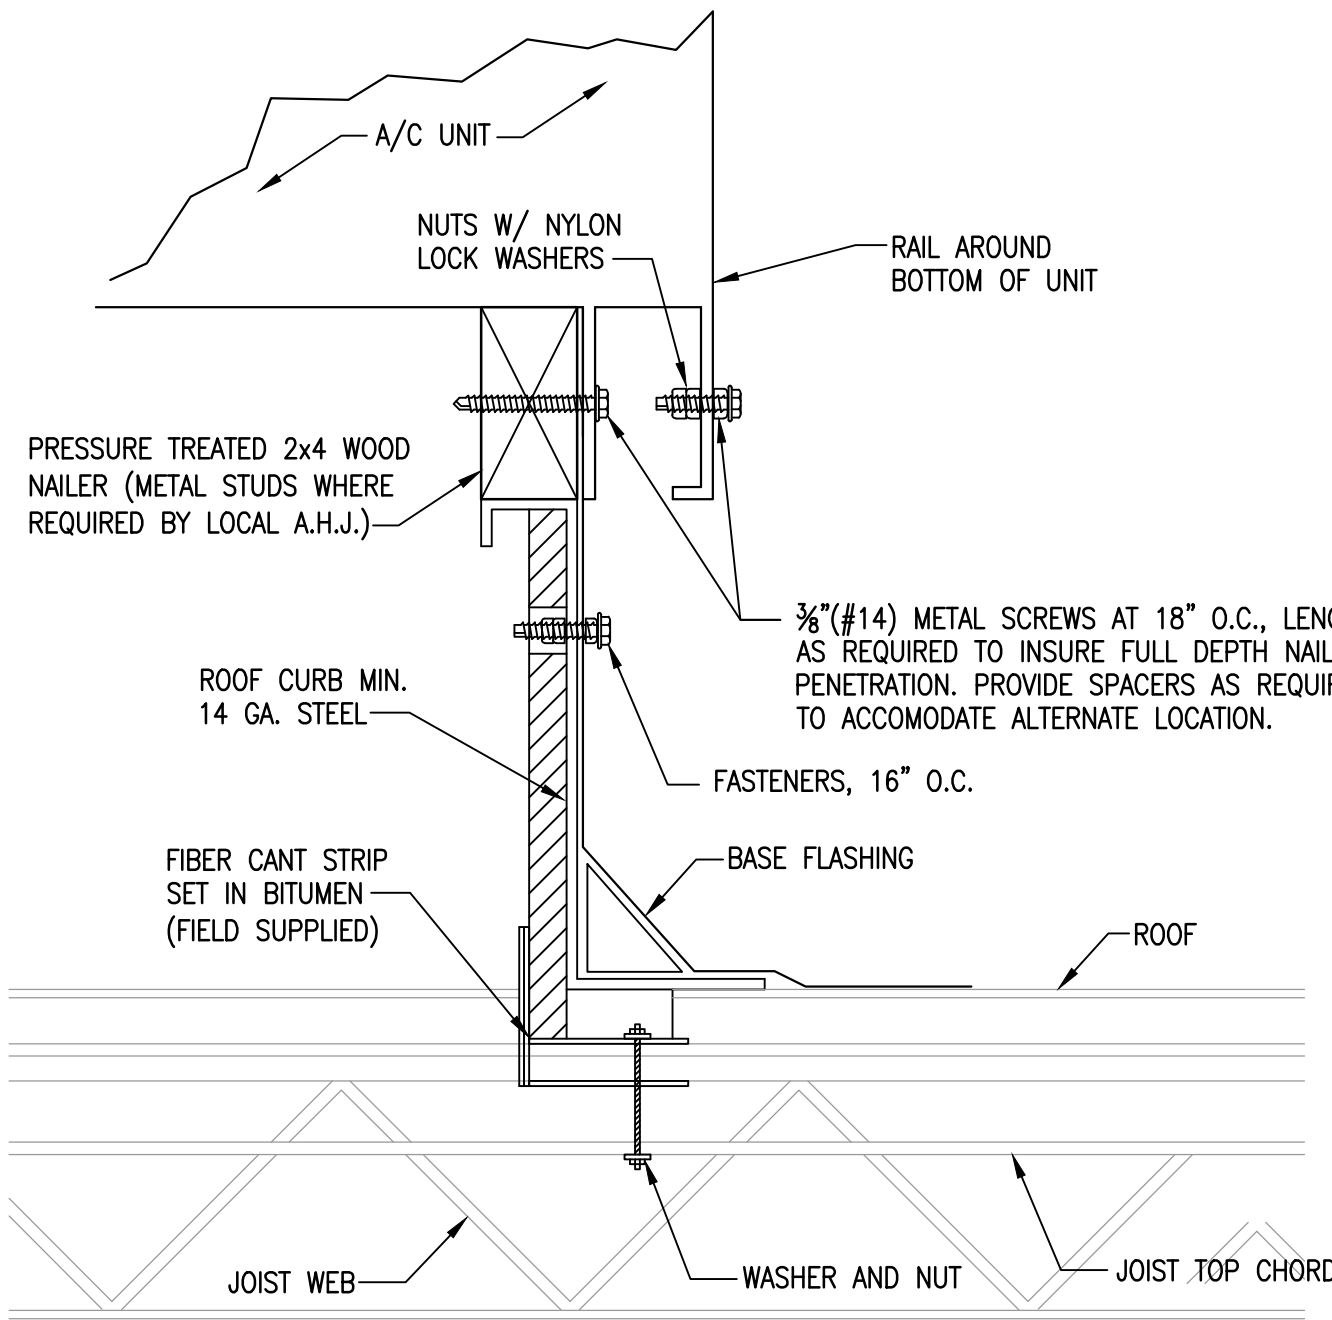 A/C UNIT
NUTS W/ NYLON
LOCK WASHERS
RAIL AROUND
BOTTOM OF UNIT
PRESSURE TREATED 2x4 WOOD
NAILER (METAL STUDS WHERE
REQUIRED BY LOCAL A.H.J.)
⅜"(#14) METAL SCREWS AT 18" O.C.,
AS REQUIRED TO INSURE FULL DEPTH
PENETRATION. PROVIDE SPACERS AS
TO ACCOMODATE ALTERNATE LOCATION.
ROOF CURB MIN.
14 GA. STEEL
FASTENERS, 16" O.C.
FIBER CANT STRIP
SET IN BITUMEN
(FIELD SUPPLIED)
BASE FLASHING
ROOF
JOIST WEB
WASHER AND NUT
JOIST TOP CHORD